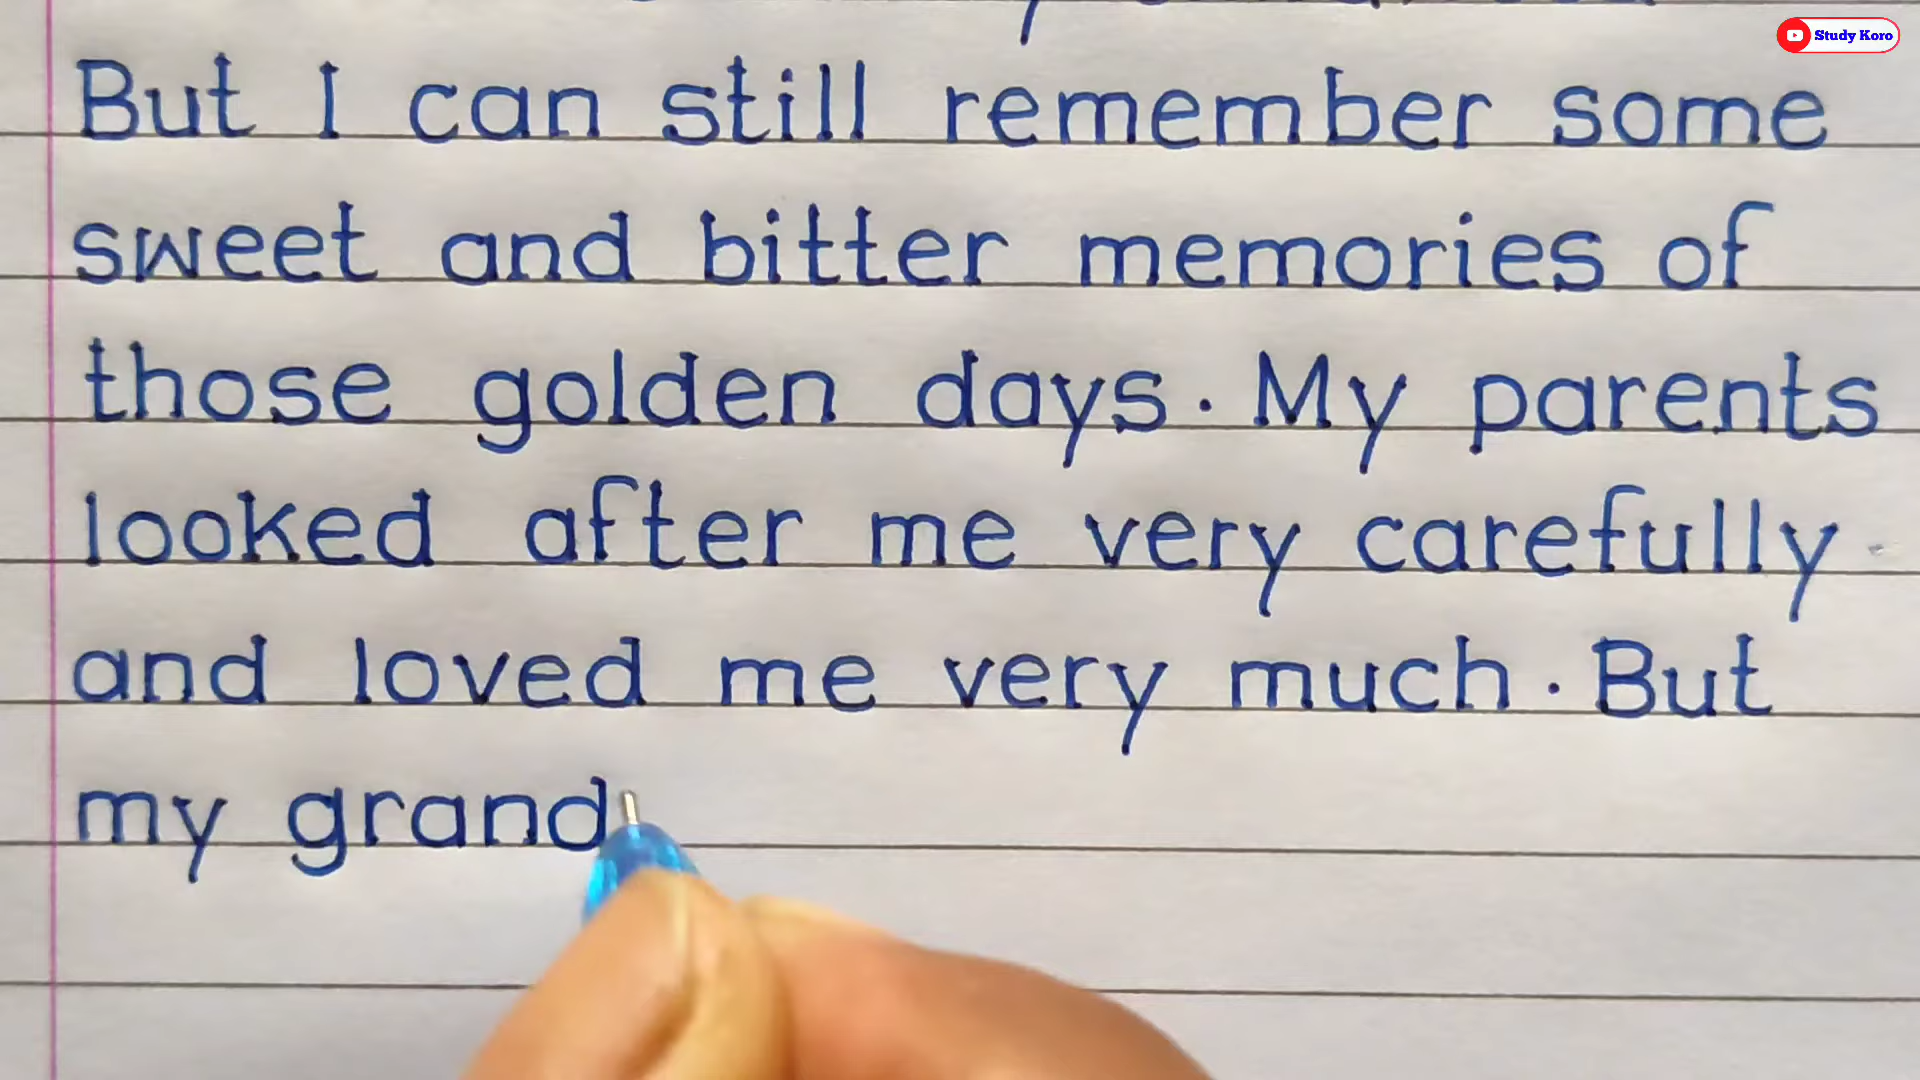 Study Koro
But I can still remember some
sweet and bitter memories of
those golden days. My parents
looked after me very carefully
and loved me very much. But
my grand